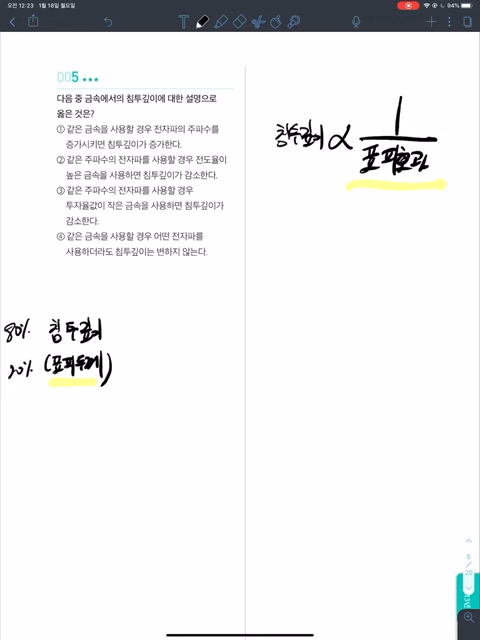 오전 12:23 1월 18일 월요일
94%
005 ★★★
다음 중 금속에서의 침투깊이에 대한 설명으로
옳은 것은?
① 같은 금속을 사용할 경우 전자파의 주파수를
증가시키면 침투깊이가 증가한다.
② 같은 주파수의 전자파를 사용할 경우 전도율이
높은 금속을 사용하면 침투깊이가 감소한다.
③ 같은 주파수의 전자파를 사용할 경우
투자율값이 작은 금속을 사용하면 침투깊이가
감소한다.
④ 같은 금속을 사용할 경우 어떤 전자파를
사용하더라도 침투깊이는 변하지 않는다.
80% 침투깊이
20% (표피두께)
침투깊이 ∝ 1
표피효과
5
/
20